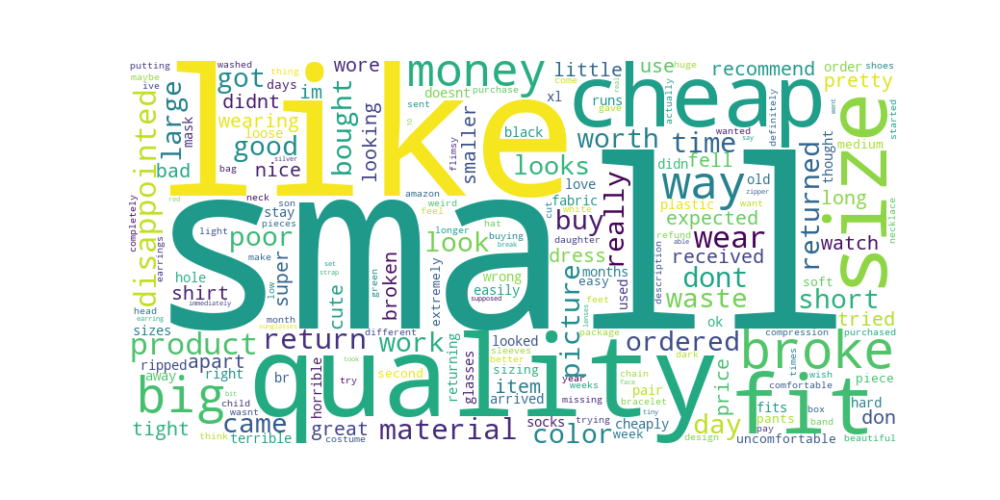 putting
washed
thing
like
money
cheap
little
use
recommend
order
shoes
maybe
ive
got
days
im
wore
doesnt
purchase
come
huge
sent
xl
runs
gave
actually
pretty
disappointed
large
mask
didnt
wearing
loose
good
bought
looking
smaller
flimsy
black
worth
time
wanted
say
definitely
went
medium
started
size
bad
bag
silver
nice
looks
didn
fell
really
way
old
zipper
returned
thought
red
neck
son
amazon
weird
feel
love
cut
fabric
white
plastic
want
long
necklace
completely
earrings
light
stay
pieces
small
longer
hat
buying
break
buy
daughter
expected
refund
able
wear
watch
poor
make
super
look
dress
received
description
hole
low
set
strap
cute
green
broken
extremely
wrong
easily
picture
months
easy
used
dont
soft
shirt
immediately
supposed
feet
lenses
waste
short
head
earring
month
sunglasses
ok
tried
sizes
return
different
work
looked
sleeves
better
package
ordered
compression
purchased
product
quality
dark
broke
ripped
apart
took
second
returning
glasses
sizing
item
arrived
year
weeks
chain
face
times
wish
comfortable
piece
away
right
br
horrible
try
missing
pair
bracelet
tiny
price
fit
big
bit
child
fits
box
hard
pants
band
day
don
wasnt
came
great
material
socks
trying
cheaply
pay
tight
think
terrible
costume
color
week
design
uncomfortable
beautiful